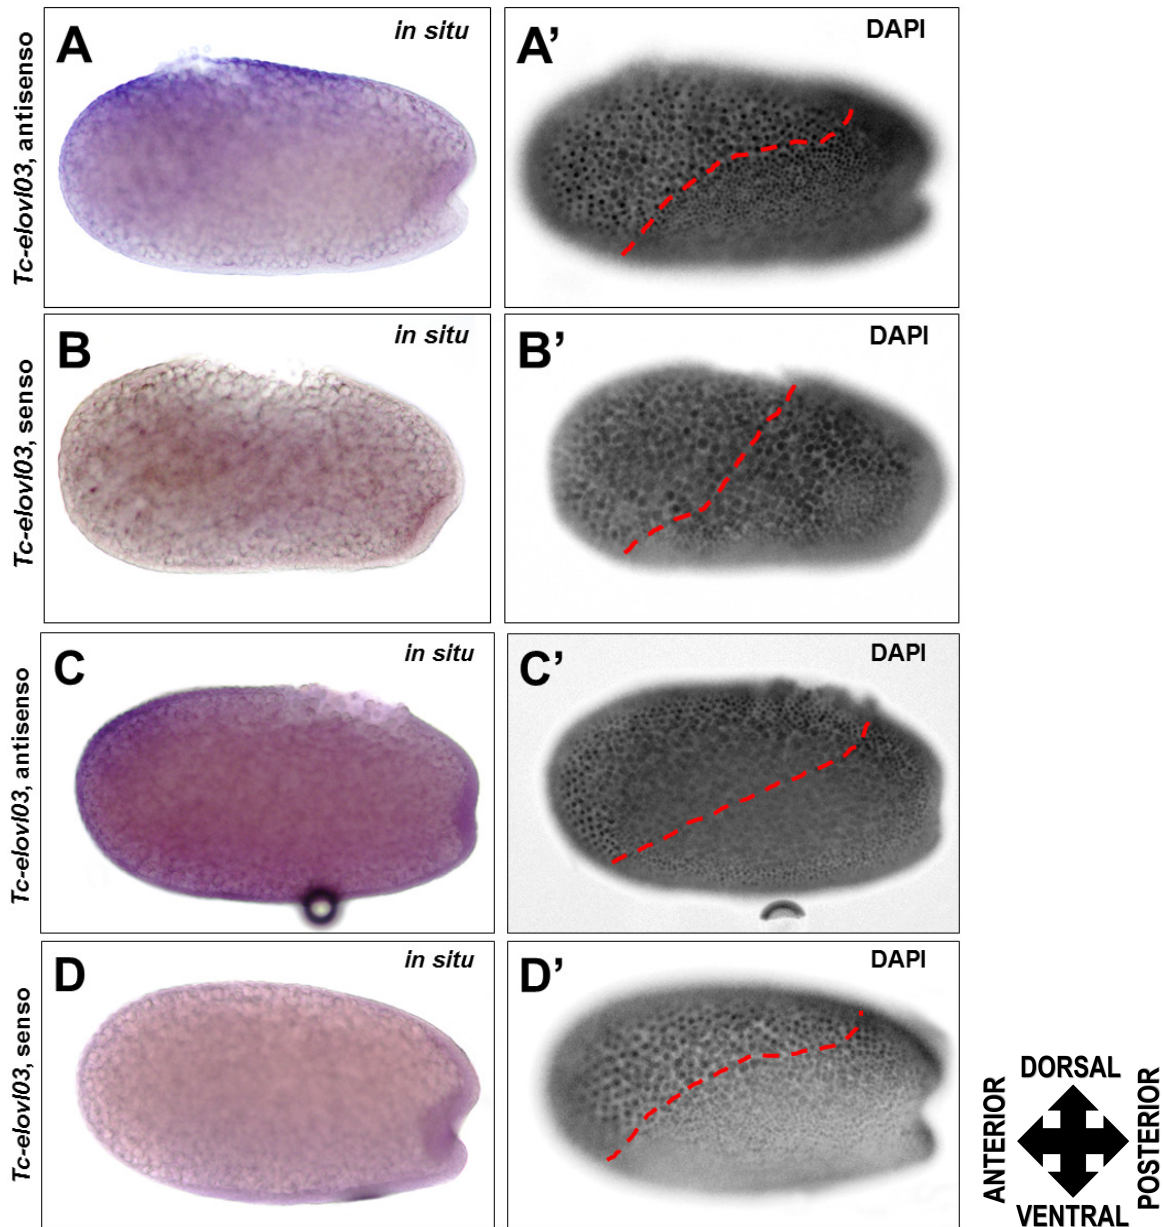 Tc-elovl03, antisenso
A
in situ
A’
DAPI
Tc-elovl03, senso
B
in situ
B’
DAPI
Tc-elovl03, antisenso
C
in situ
C’
DAPI
Tc-elovl03, senso
D
in situ
D’
DAPI
DORSAL
ANTERIOR
POSTERIOR
VENTRAL